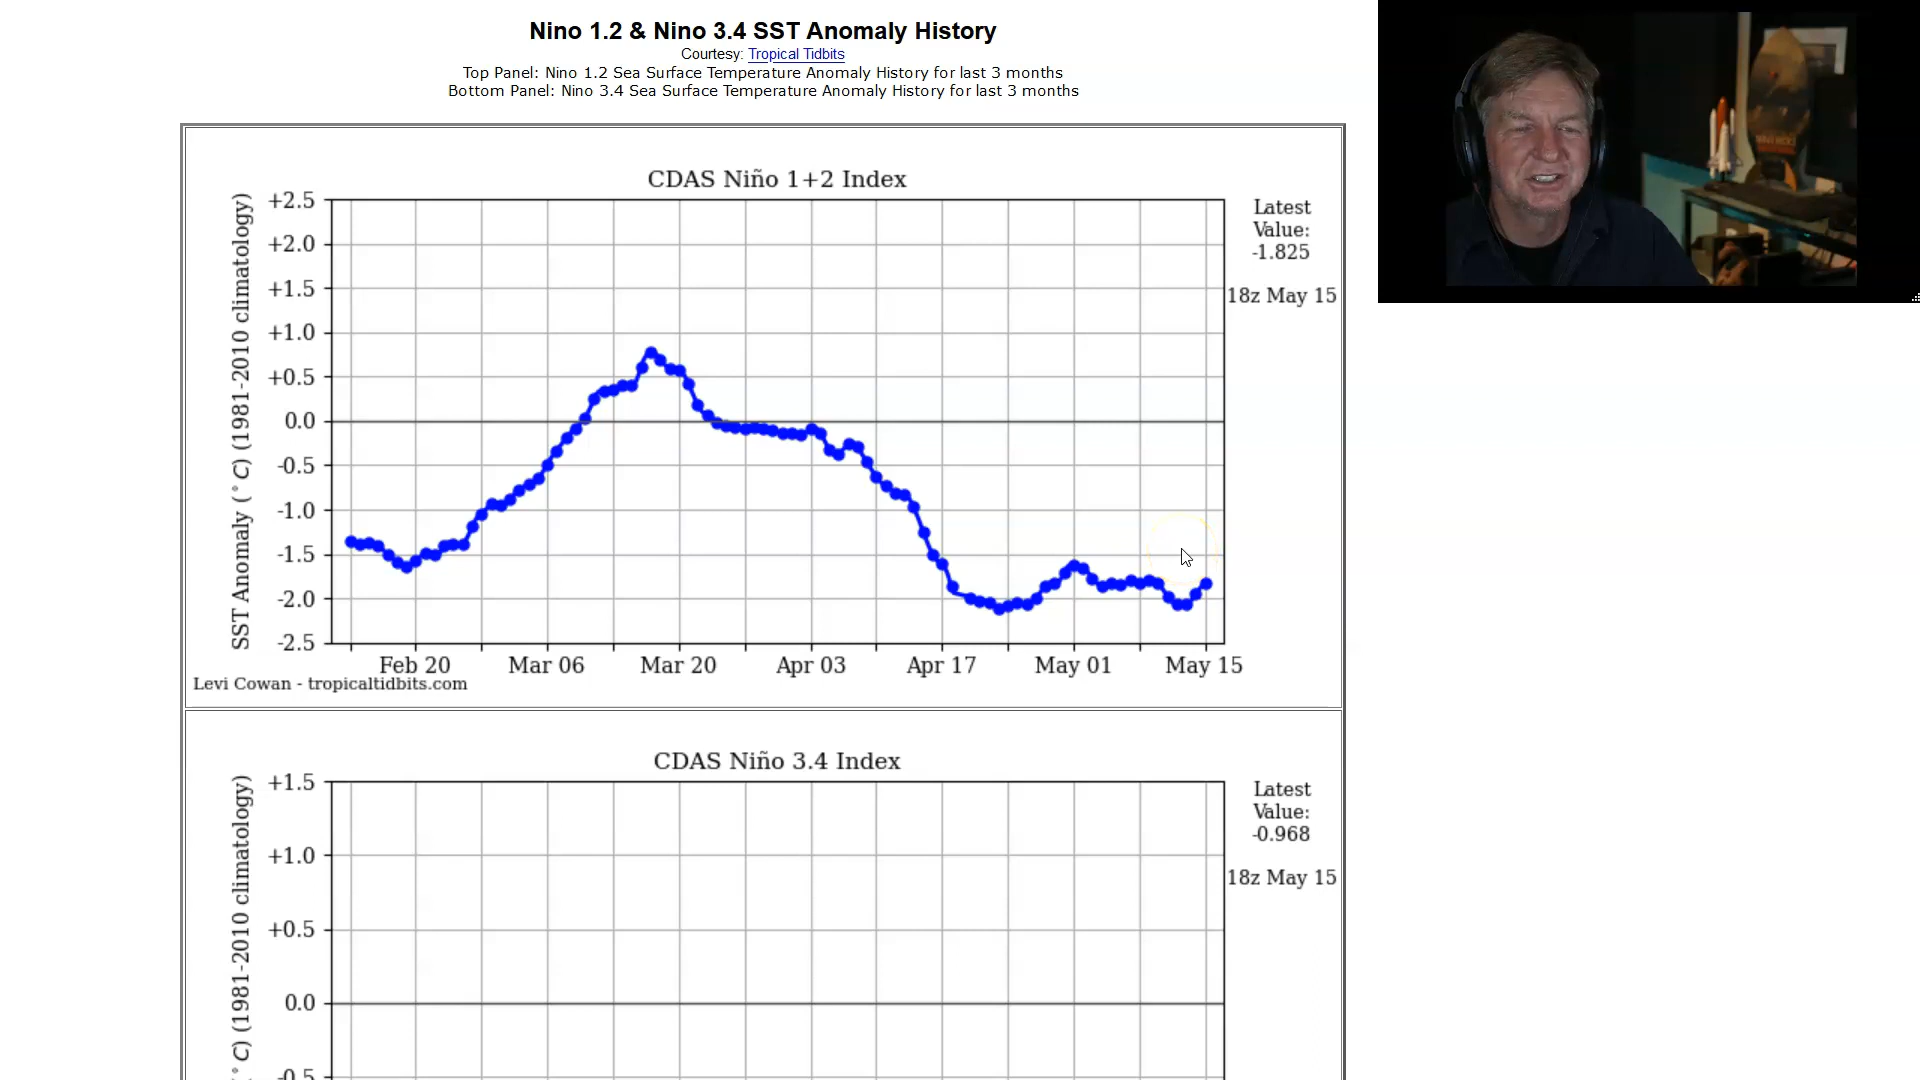 Nino 1.2 & Nino 3.4 SST Anomaly History
Courtesy: Tropical Tidbits
Top Panel: Nino 1.2 Sea Surface Temperature Anomaly History for last 3 months
Bottom Panel: Nino 3.4 Sea Surface Temperature Anomaly History for last 3 months
CDAS Niño 1+2 Index
SST Anomaly (°C) (1981-2010 climatology)
+2.5
+2.0
+1.5
+1.0
+0.5
0.0
-0.5
-1.0
-1.5
-2.0
-2.5
Latest
Value:
-1.825
18z May 15
Feb 20 Mar 06 Mar 20 Apr 03 Apr 17 May 01 May 15
Levi Cowan - tropicaltidbits.com
CDAS Niño 3.4 Index
(°C) (1981-2010 climatology)
+1.5
+1.0
+0.5
0.0
-0.5
Latest
Value:
-0.968
18z May 15